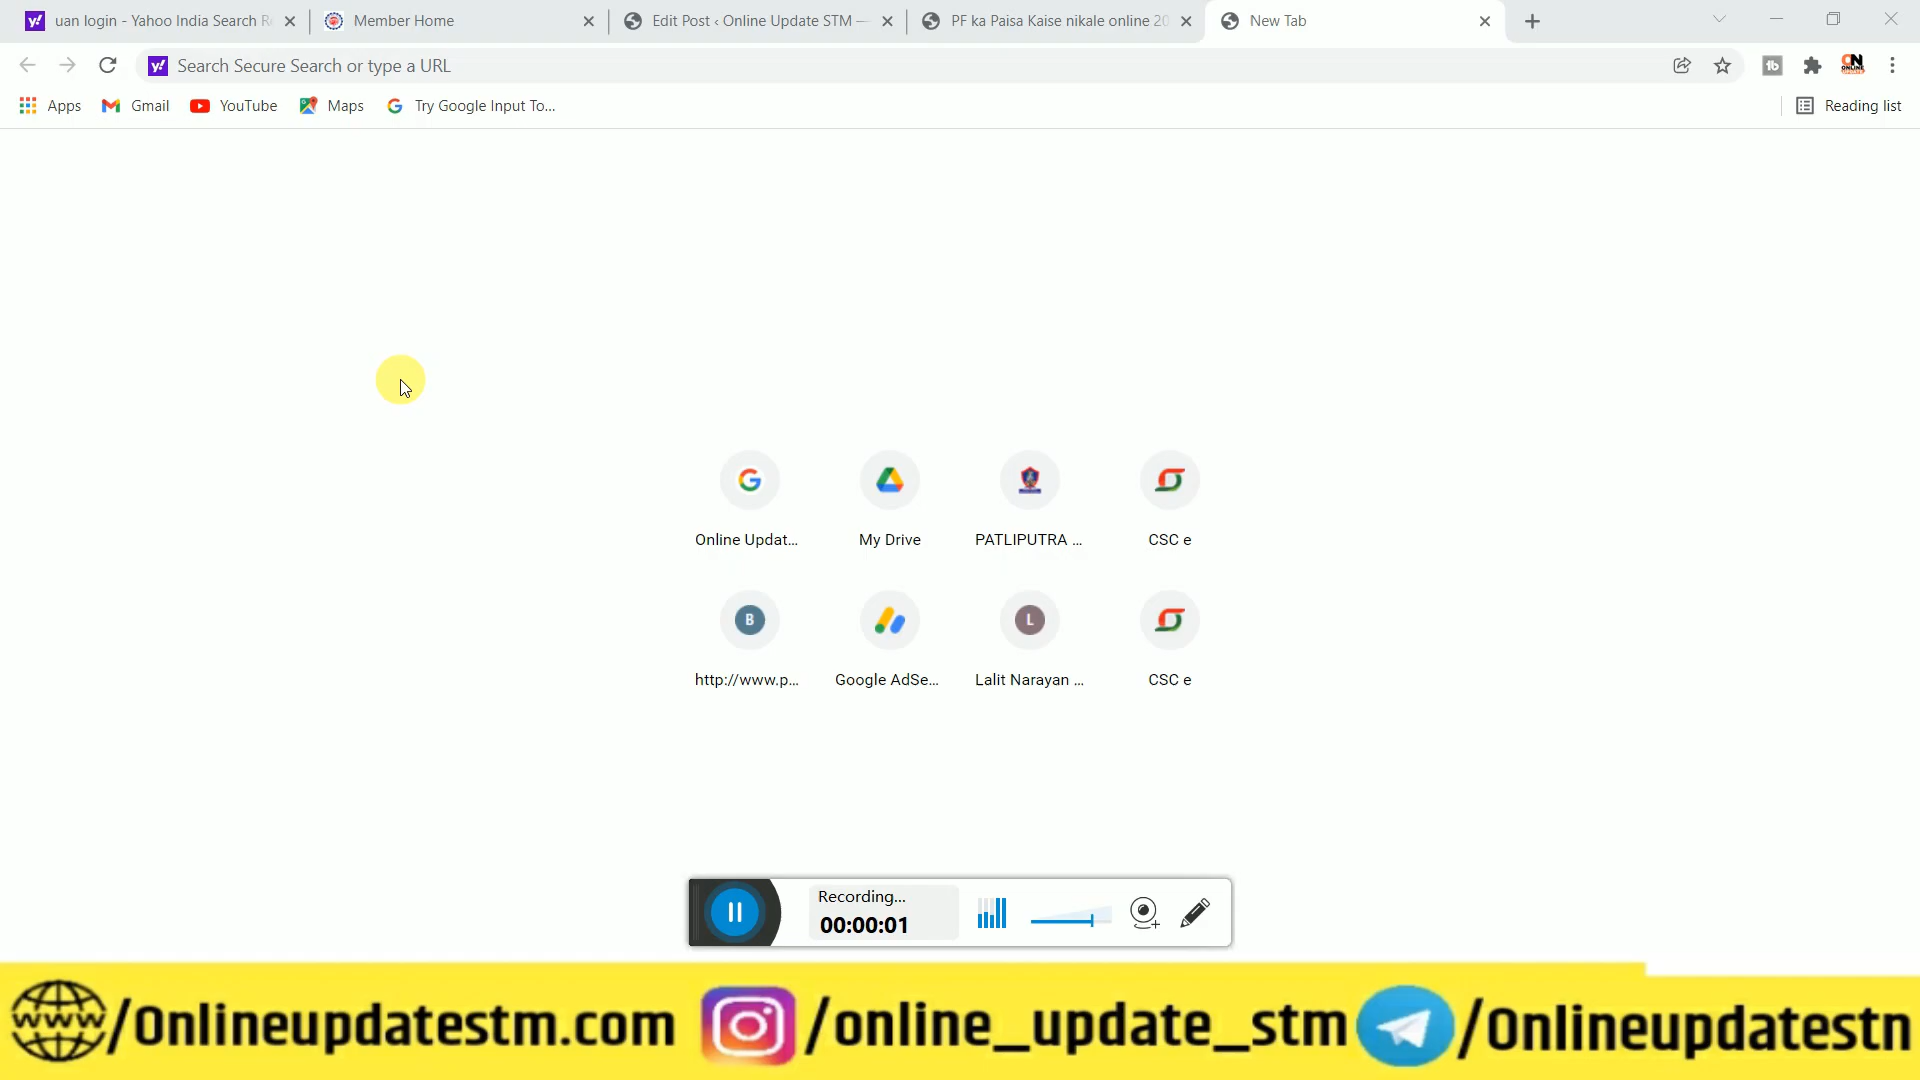 uan login - Yahoo India Search R
Member Home
Edit Post ‹ Online Update STM —
PF ka Paisa Kaise nikale online 20
New Tab
Search Secure Search or type a URL
Apps
Gmail
YouTube
Maps
Try Google Input To...
Reading list
Online Updat...
My Drive
PATLIPUTRA ...
CSC e
http://www.p...
Google AdSe...
Lalit Narayan ...
CSC e
Recording...
00:00:01
www/Onlineupdatestm.com
/online_update_stm
/Onlineupdatestn